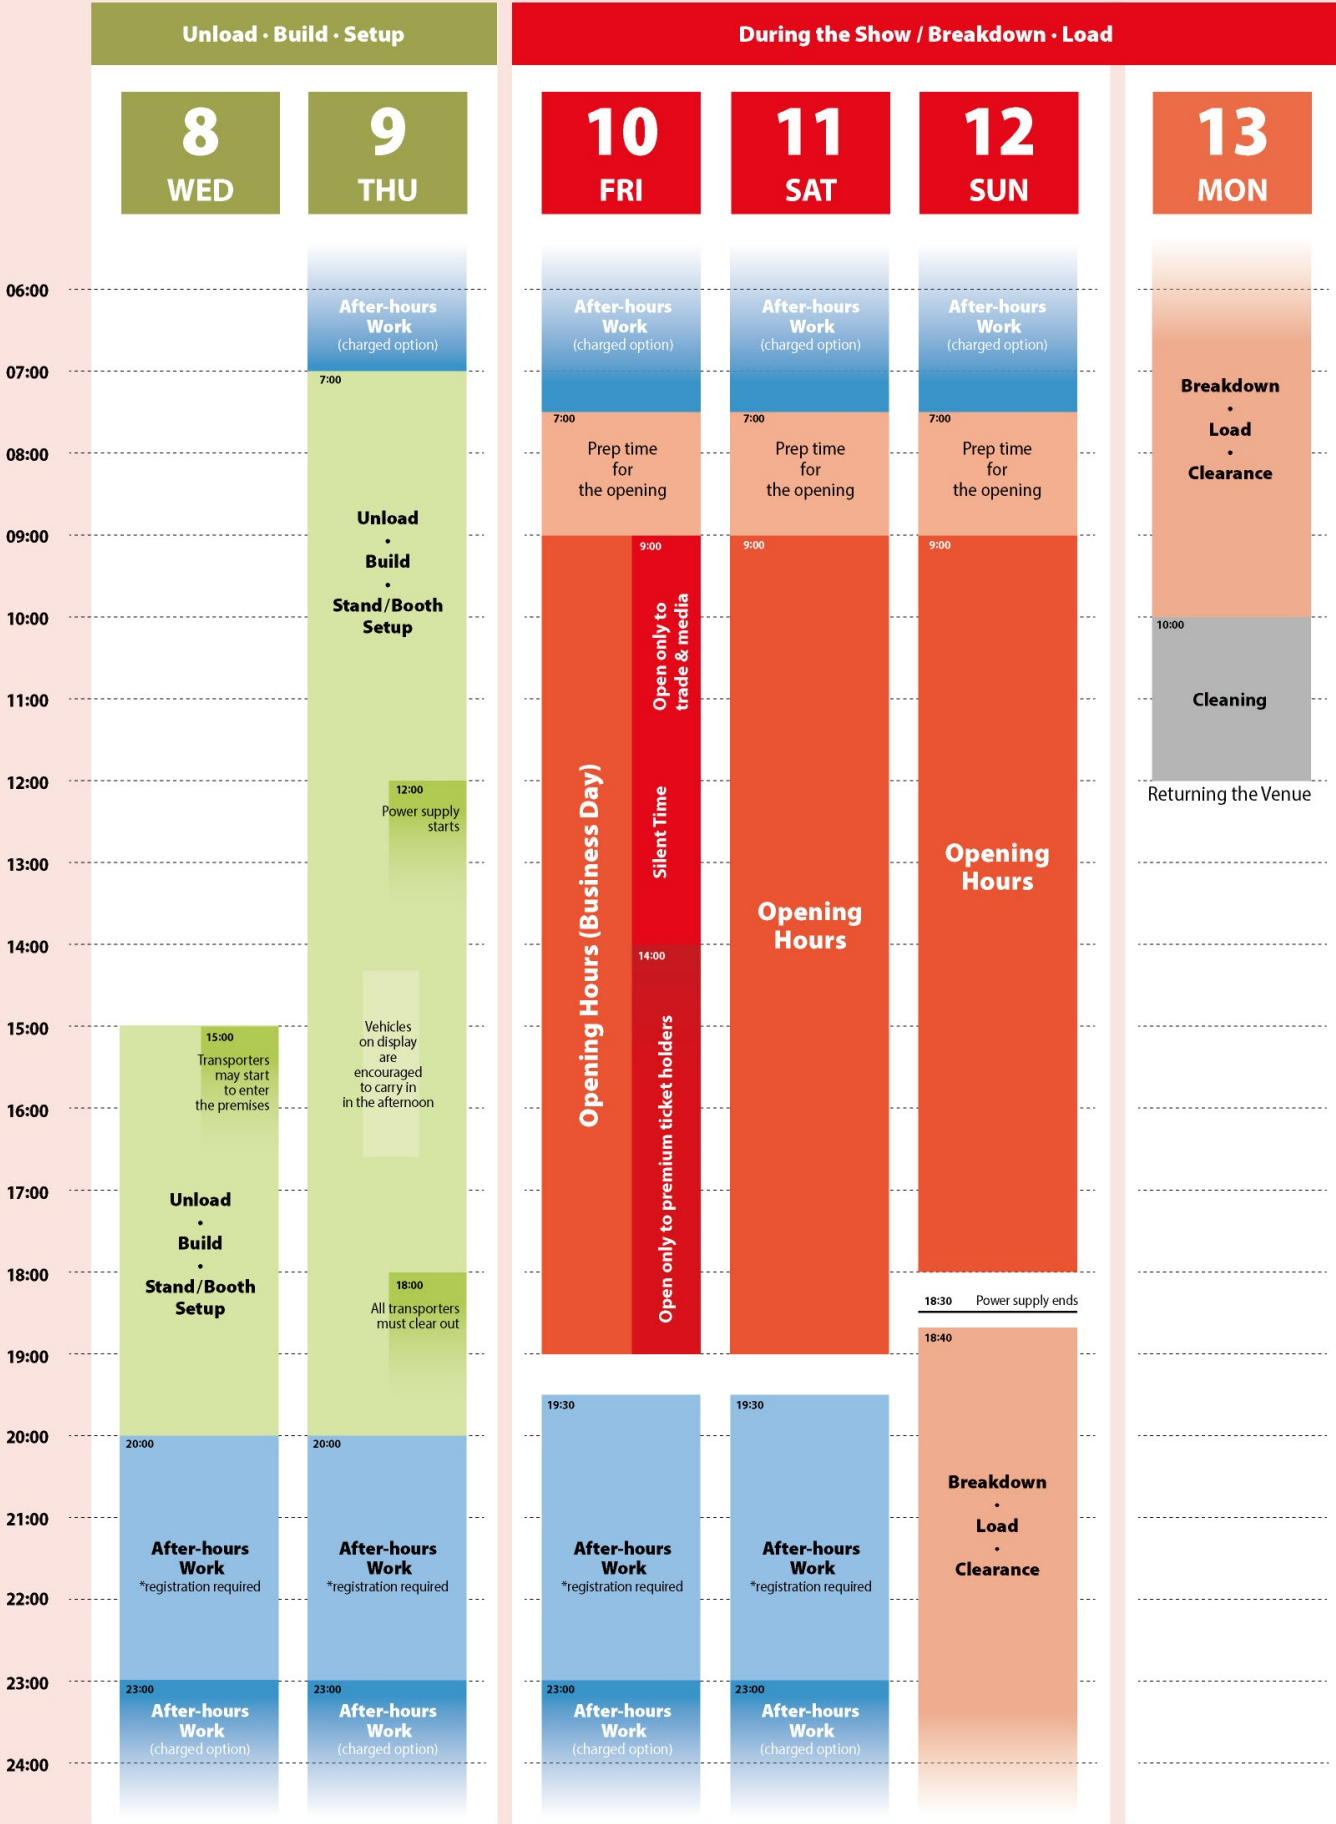 Unload · Build · Setup
During the Show / Breakdown · Load
8
WED
9
THU
10
FRI
11
SAT
12
SUN
13
MON
06:00
07:00
08:00
09:00
10:00
11:00
12:00
13:00
14:00
15:00
16:00
17:00
18:00
19:00
20:00
21:00
22:00
23:00
24:00
15:00
Transporters
may start
to enter
the premises
Unload
·
Build
·
Stand/Booth
Setup
20:00
After-hours
Work
*registration required
23:00
After-hours
Work
(charged option)
After-hours
Work
(charged option)
7:00
Unload
·
Build
·
Stand/Booth
Setup
12:00
Power supply
starts
Vehicles
on display
are
encouraged
to carry in
in the afternoon
18:00
All transporters
must clear out
20:00
After-hours
Work
*registration required
23:00
After-hours
Work
(charged option)
After-hours
Work
(charged option)
7:00
Prep time
for
the opening
Opening Hours (Business Day)
9:00
Open only to
trade & media
Silent Time
14:00
Open only to premium ticket holders
19:30
After-hours
Work
*registration required
23:00
After-hours
Work
(charged option)
After-hours
Work
(charged option)
7:00
Prep time
for
the opening
9:00
Opening
Hours
19:30
After-hours
Work
*registration required
23:00
After-hours
Work
(charged option)
After-hours
Work
(charged option)
7:00
Prep time
for
the opening
9:00
Opening
Hours
18:30 Power supply ends
18:40
Breakdown
·
Load
·
Clearance
Breakdown
·
Load
·
Clearance
10:00
Cleaning
Returning the Venue